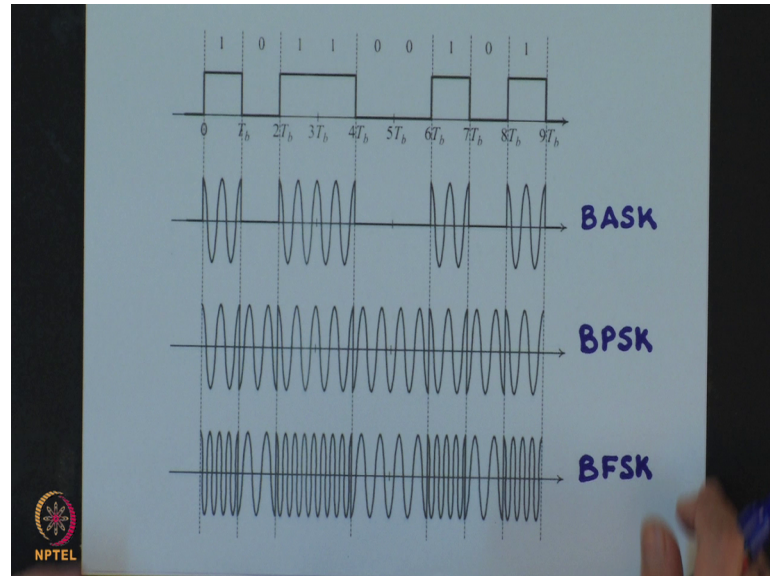 1 0 1 1 0 0 1 0 1
0 Tb 2Tb 3Tb 4Tb 5Tb 6Tb 7Tb 8Tb 9Tb
BASK
BPSK
BFSK
NPTEL